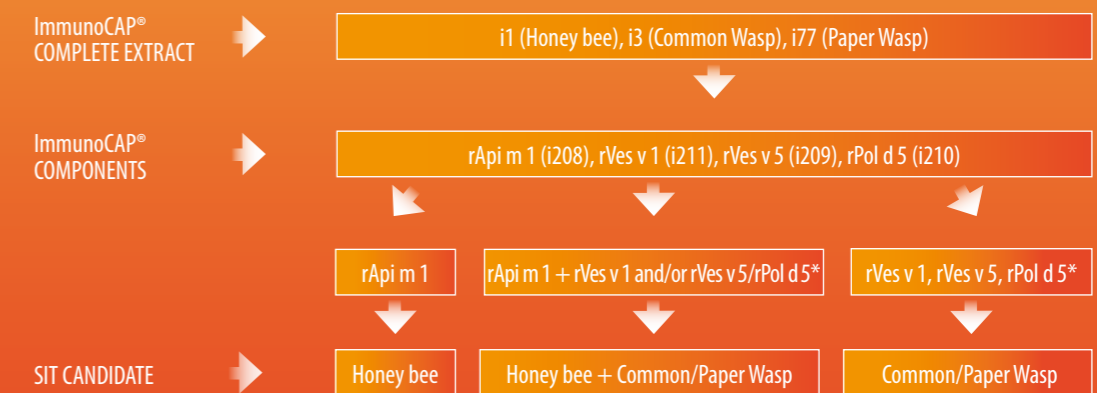 ImmunoCAP®
COMPLETE EXTRACT
i1 (Honey bee), i3 (Common Wasp), i77 (Paper Wasp)
ImmunoCAP®
COMPONENTS
rApi m 1 (i208), rVes v 1 (i211), rVes v 5 (i209), rPol d 5 (i210)
rApi m 1
rApi m 1 + rVes v 1 and/or rVes v 5/rPol d 5*
rVes v 1, rVes v 5, rPol d 5*
SIT CANDIDATE
Honey bee
Honey bee + Common/Paper Wasp
Common/Paper Wasp